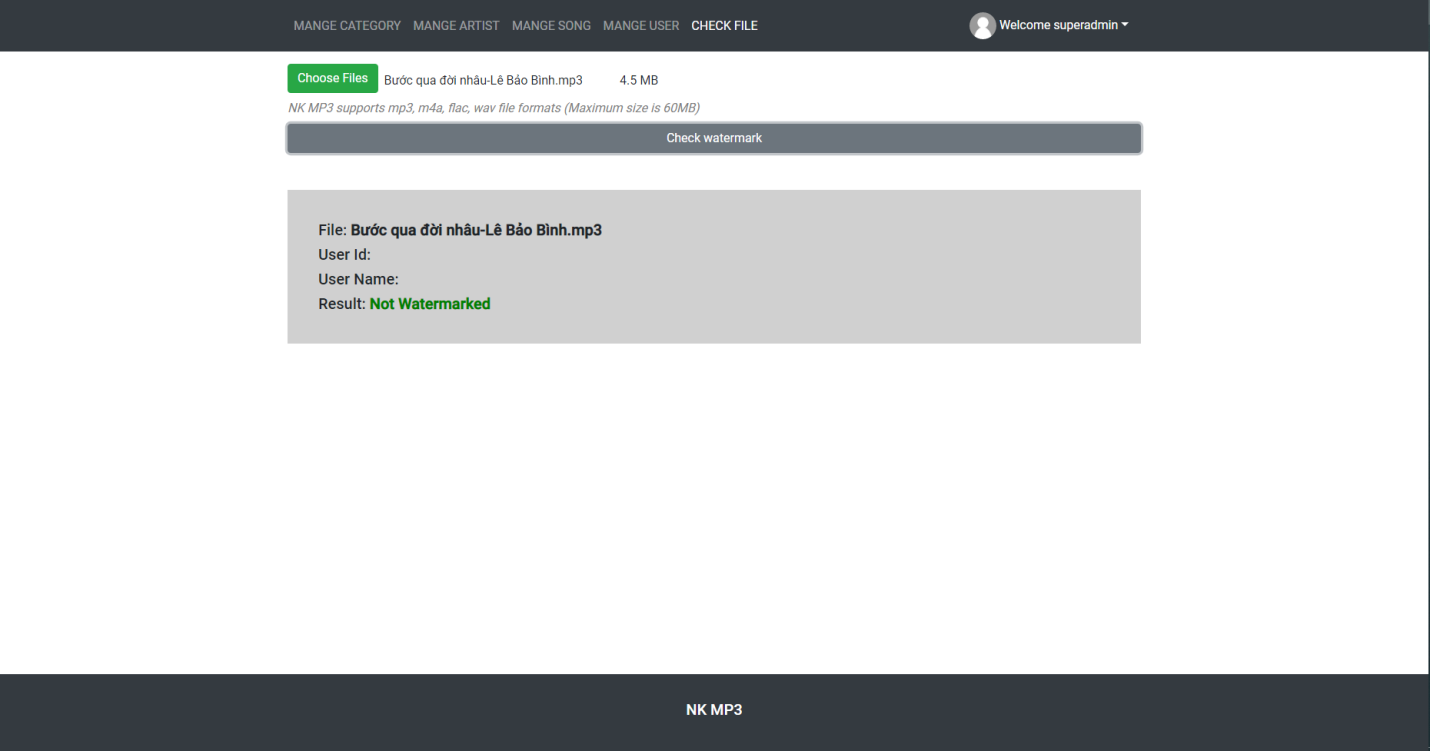 MANGE CATEGORY MANGE ARTIST MANGE SONG MANGE USER CHECK FILE Welcome superadmin
Choose Files Bước qua đời nhâu-Lê Bảo Bình.mp3 4.5 MB
NK MP3 supports mp3, m4a, flac, wav file formats (Maximum size is 60MB)
Check watermark
File: Bước qua đời nhâu-Lê Bảo Bình.mp3
User Id:
User Name:
Result: Not Watermarked
NK MP3